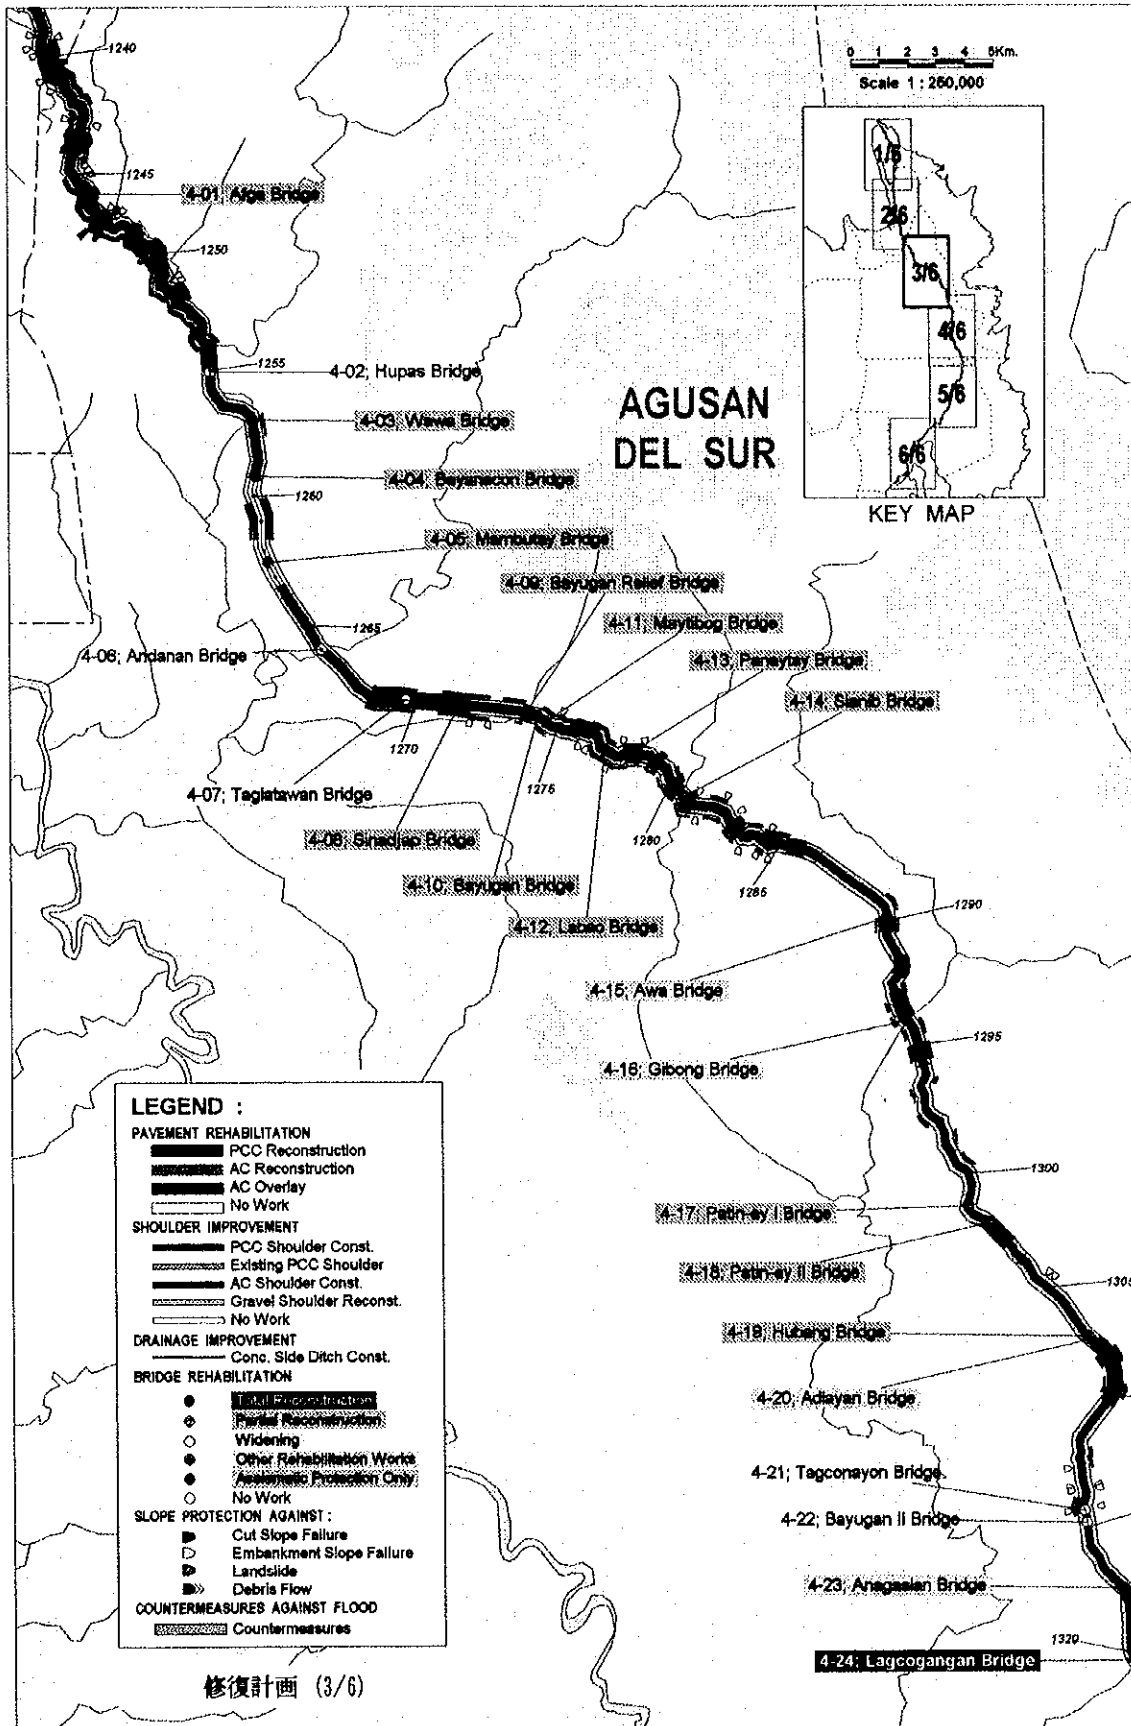 0 1 2 3 4 5Km.
Scale 1 : 250,000
1/6
2/6
3/6
4/6
5/6
6/6
KEY MAP
AGUSAN
DEL SUR
1240
1245
4-01; Afga Bridge
1250
1255
4-02; Hupas Bridge
4-03; Wawa Bridge
4-04; Bayanacon Bridge
1260
4-05; Mambutay Bridge
4-09; Bayugan Relief Bridge
4-11; Maytibog Bridge
1265
4-06; Andanan Bridge
4-13; Panaytay Bridge
4-14; Sianib Bridge
1270
4-07; Taglatawan Bridge
1275
4-08; Sinadjap Bridge
1280
4-10; Bayugan Bridge
1285
4-12; Labao Bridge
1290
4-15; Awa Bridge
1295
4-16; Gibong Bridge
1300
4-17; Patin-ay I Bridge
4-18; Patin-ay II Bridge
1305
4-19; Hubang Bridge
4-20; Adlayan Bridge
4-21; Tagconayon Bridge
4-22; Bayugan II Bridge
4-23; Anagasian Bridge
1320
4-24; Lagcogangan Bridge
LEGEND :
PAVEMENT REHABILITATION
PCC Reconstruction
AC Reconstruction
AC Overlay
No Work
SHOULDER IMPROVEMENT
PCC Shoulder Const.
Existing PCC Shoulder
AC Shoulder Const.
Gravel Shoulder Reconst.
No Work
DRAINAGE IMPROVEMENT
Conc. Side Ditch Const.
BRIDGE REHABILITATION
Total Reconstruction
Partial Reconstruction
Widening
Other Rehabilitation Works
Aseismatic Protection Only
No Work
SLOPE PROTECTION AGAINST :
Cut Slope Failure
Embankment Slope Failure
Landslide
Debris Flow
COUNTERMEASURES AGAINST FLOOD
Countermeasures
修復計画 (3/6)